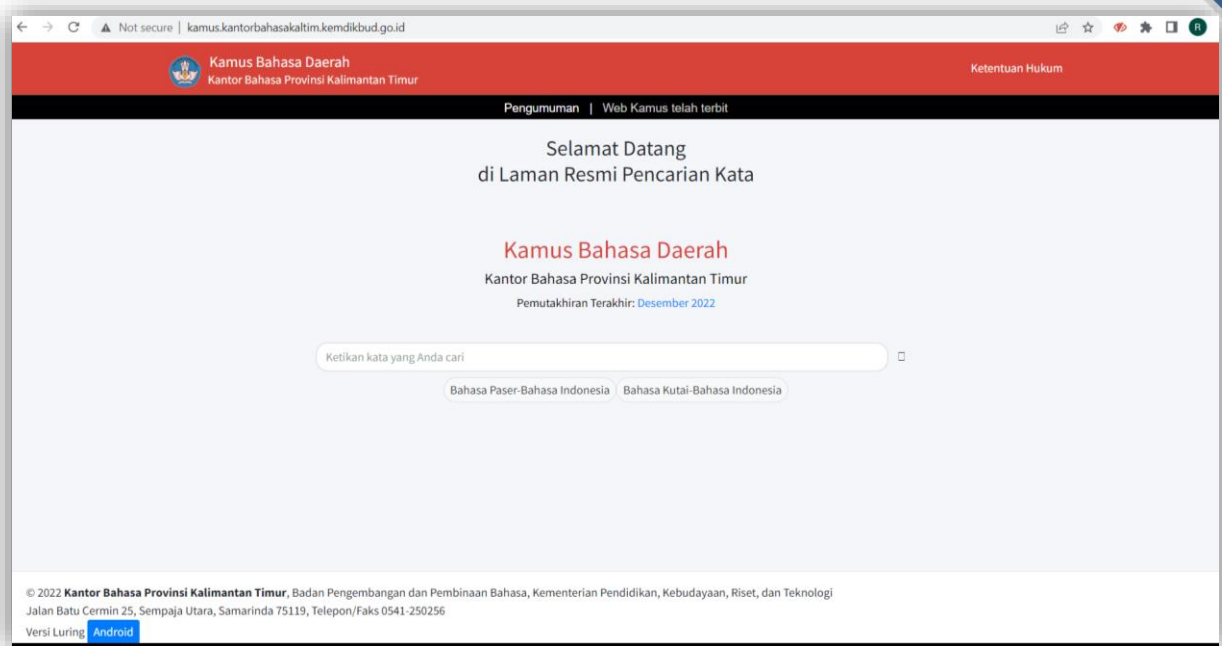 Not secure | kamus.kantorbahasakaltim.kemdikbud.go.id
R
Kamus Bahasa Daerah
Kantor Bahasa Provinsi Kalimantan Timur
Ketentuan Hukum
Pengumuman | Web Kamus telah terbit
Selamat Datang
di Laman Resmi Pencarian Kata
Kamus Bahasa Daerah
Kantor Bahasa Provinsi Kalimantan Timur
Pemutakhiran Terakhir: Desember 2022
Ketikan kata yang Anda cari
Bahasa Paser-Bahasa Indonesia Bahasa Kutai-Bahasa Indonesia
© 2022 Kantor Bahasa Provinsi Kalimantan Timur, Badan Pengembangan dan Pembinaan Bahasa, Kementerian Pendidikan, Kebudayaan, Riset, dan Teknologi
Jalan Batu Cermin 25, Sempaja Utara, Samarinda 75119, Telepon/Faks 0541-250256
Versi Luring Android